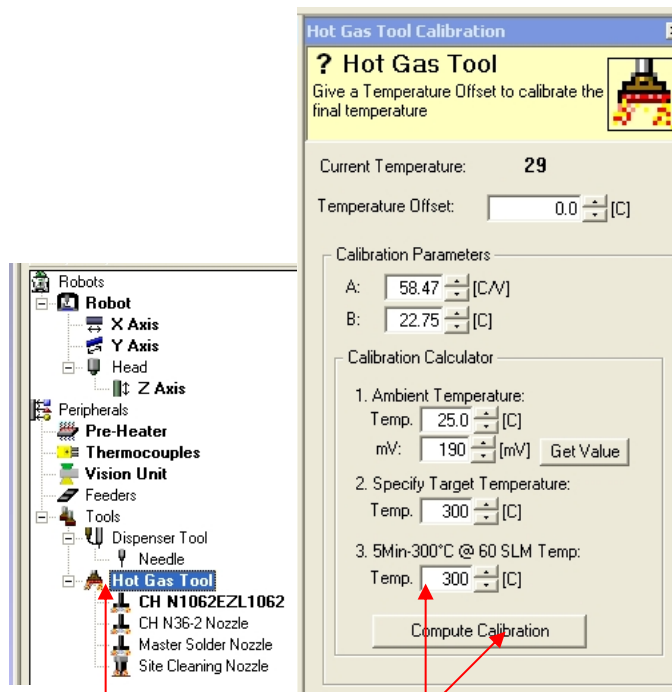 Hot Gas Tool Calibration
? Hot Gas Tool
Give a Temperature Offset to calibrate the
final temperature
Current Temperature: 29
Temperature Offset: 0.0 [C]
Calibration Parameters
A: 58.47 [C/V]
B: 22.75 [C]
Calibration Calculator
1. Ambient Temperature:
Temp. 25.0 [C]
mV: 190 [mV] Get Value
2. Specify Target Temperature:
Temp. 300 [C]
3. 5Min-300°C @ 60 SLM Temp:
Temp. 300 [C]
Compute Calibration
Robots
Robot
X Axis
Y Axis
Head
Z Axis
Peripherals
Pre-Heater
Thermocouples
Vision Unit
Feeders
Tools
Dispenser Tool
Needle
Hot Gas Tool
CH N1062EZL1062
CH N36-2 Nozzle
Master Solder Nozzle
Site Cleaning Nozzle